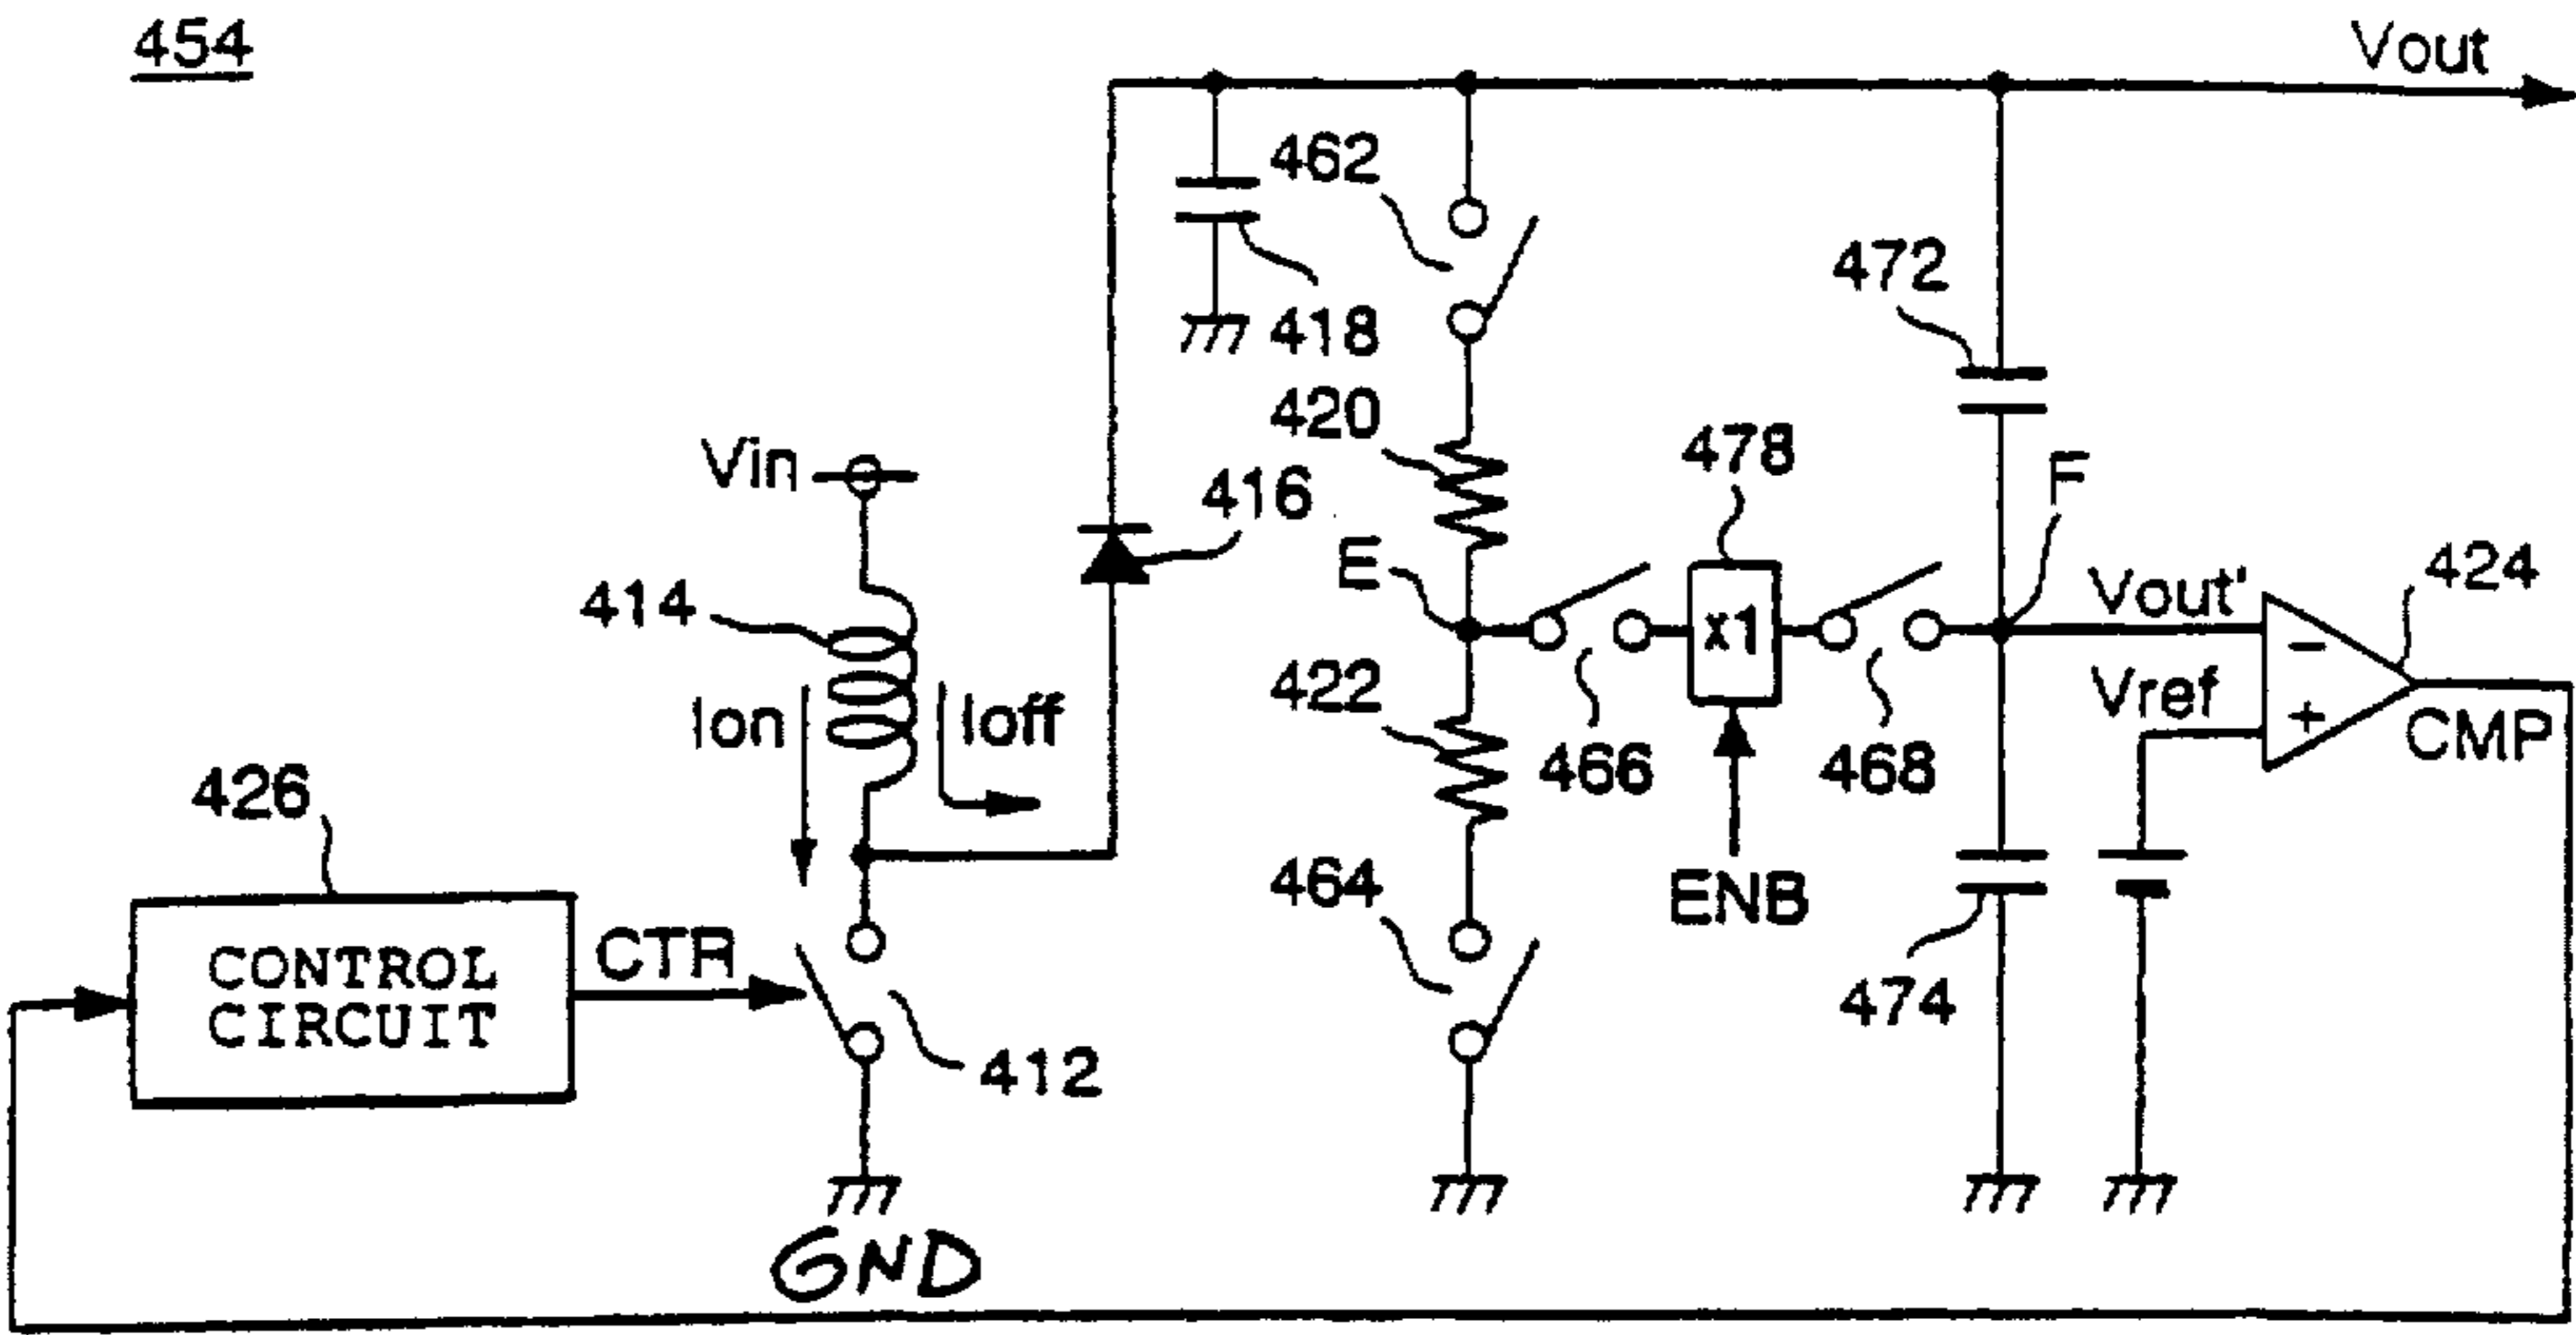 454
Vout
462
472
418
420
478
Vin
416
F
E
424
414
Vout'
x1
422
Vref
Ion
Ioff
466
468
CMP
426
464
ENB
CONTROL
CIRCUIT
CTR
474
412
GND